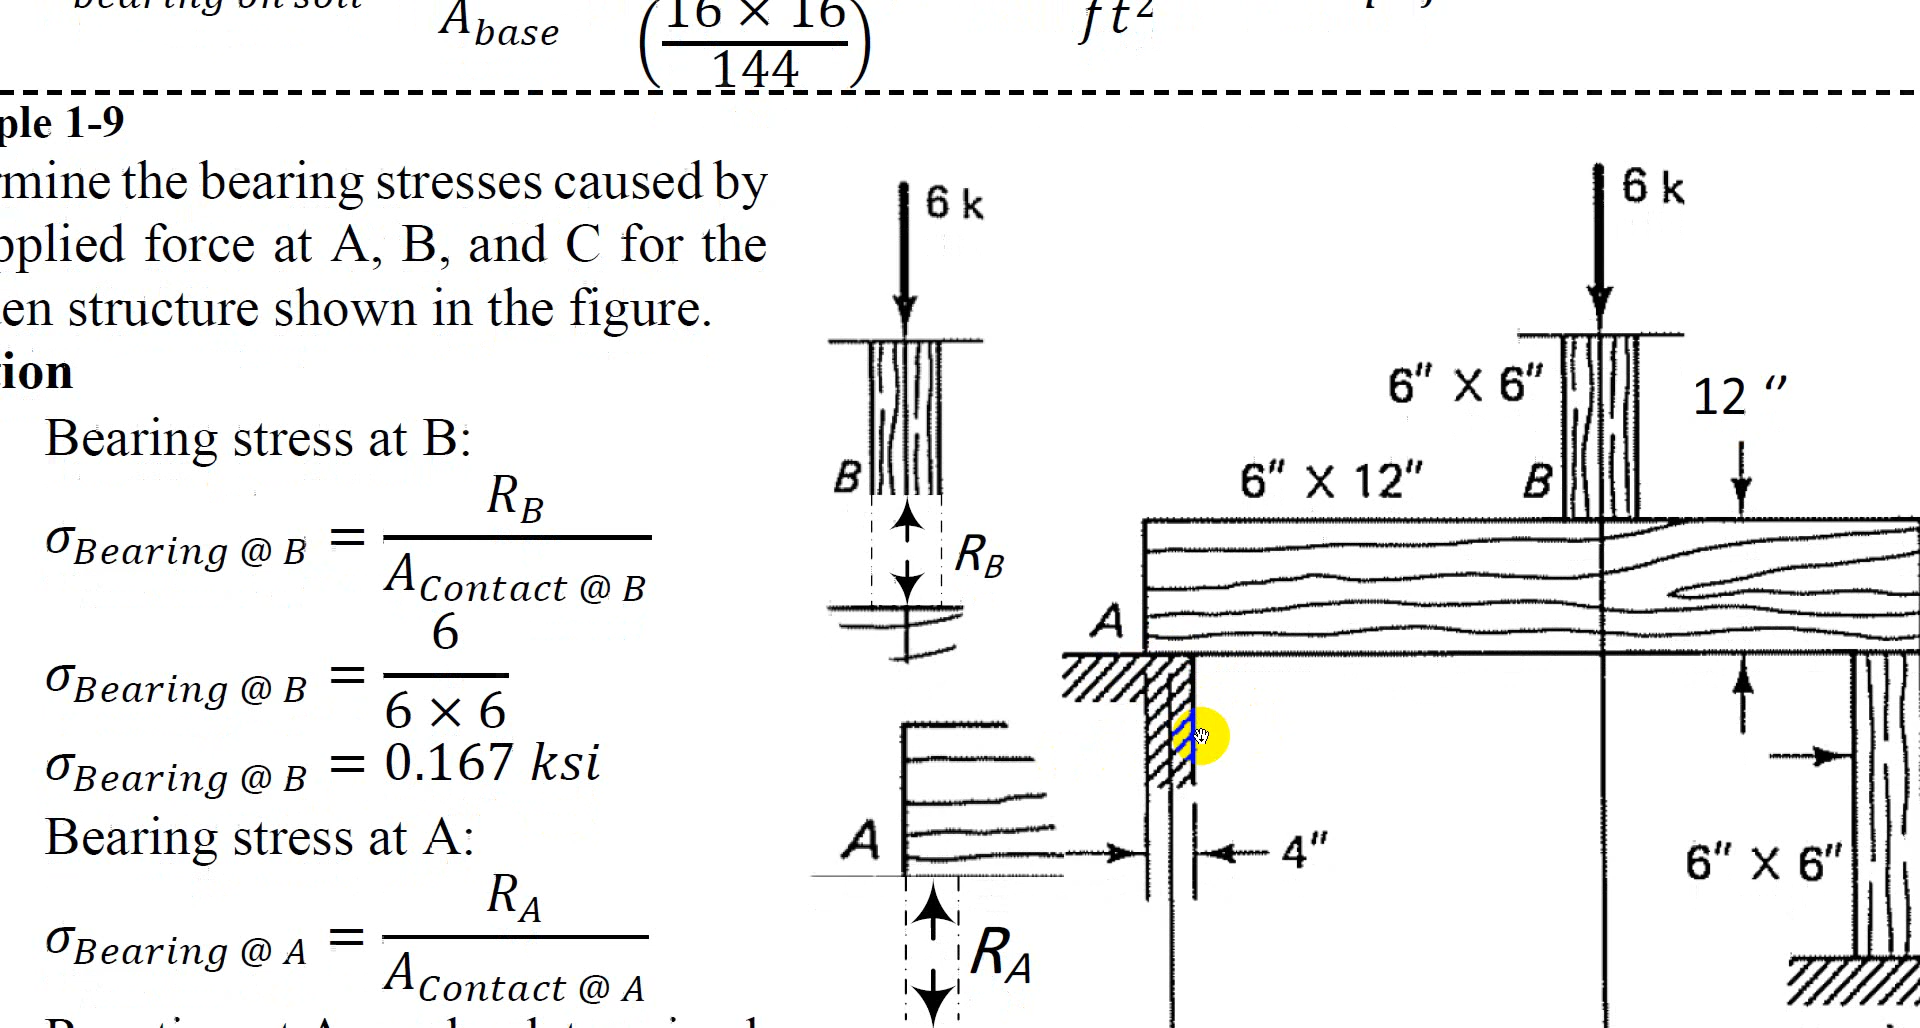 A_base
(16 × 16 / 144)
ft²
ple 1-9
rmine the bearing stresses caused by
pplied force at A, B, and C for the
en structure shown in the figure.
tion
Bearing stress at B:
σ_Bearing @ B = R_B / A_Contact @ B
σ_Bearing @ B = 6 / 6 × 6
σ_Bearing @ B = 0.167 ksi
Bearing stress at A:
σ_Bearing @ A = R_A / A_Contact @ A
6 k
B
R_B
A
R_A
6 k
6" X 6"
12 "
6" X 12"
B
A
4"
6" X 6"